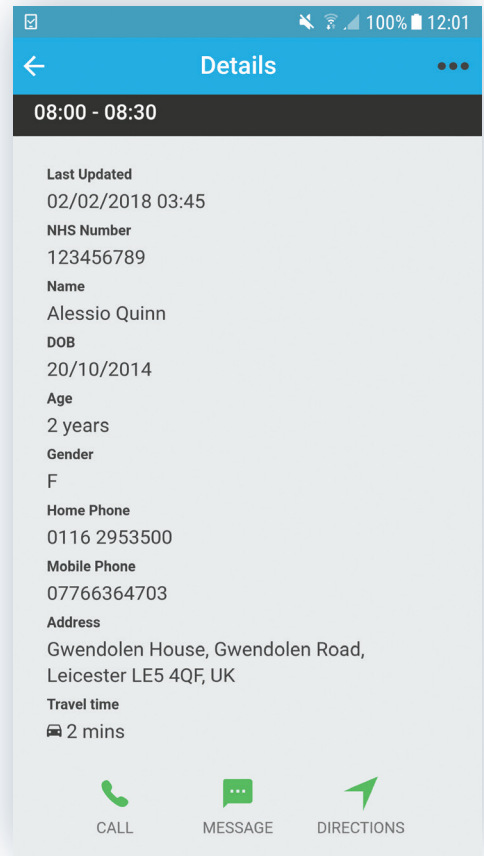 100% 12:01
Details
08:00 - 08:30
Last Updated
02/02/2018 03:45
NHS Number
123456789
Name
Alessio Quinn
DOB
20/10/2014
Age
2 years
Gender
F
Home Phone
0116 2953500
Mobile Phone
07766364703
Address
Gwendolen House, Gwendolen Road,
Leicester LE5 4QF, UK
Travel time
2 mins
CALL MESSAGE DIRECTIONS